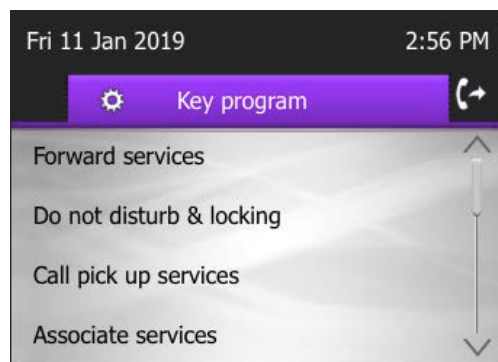 Fri 11 Jan 2019 2:56 PM
Key program
Forward services
Do not disturb & locking
Call pick up services
Associate services